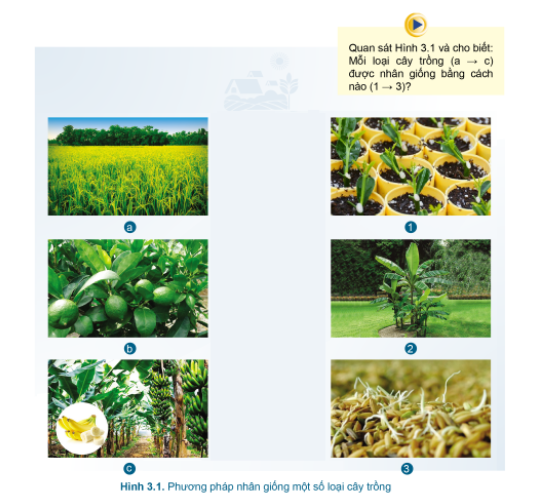 Quan sát Hình 3.1 và cho biết:
Mỗi loại cây trồng (a → c)
được nhân giống bằng cách
nào (1 → 3)?
a
1
b
2
c
3
Hình 3.1. Phương pháp nhân giống một số loại cây trồng